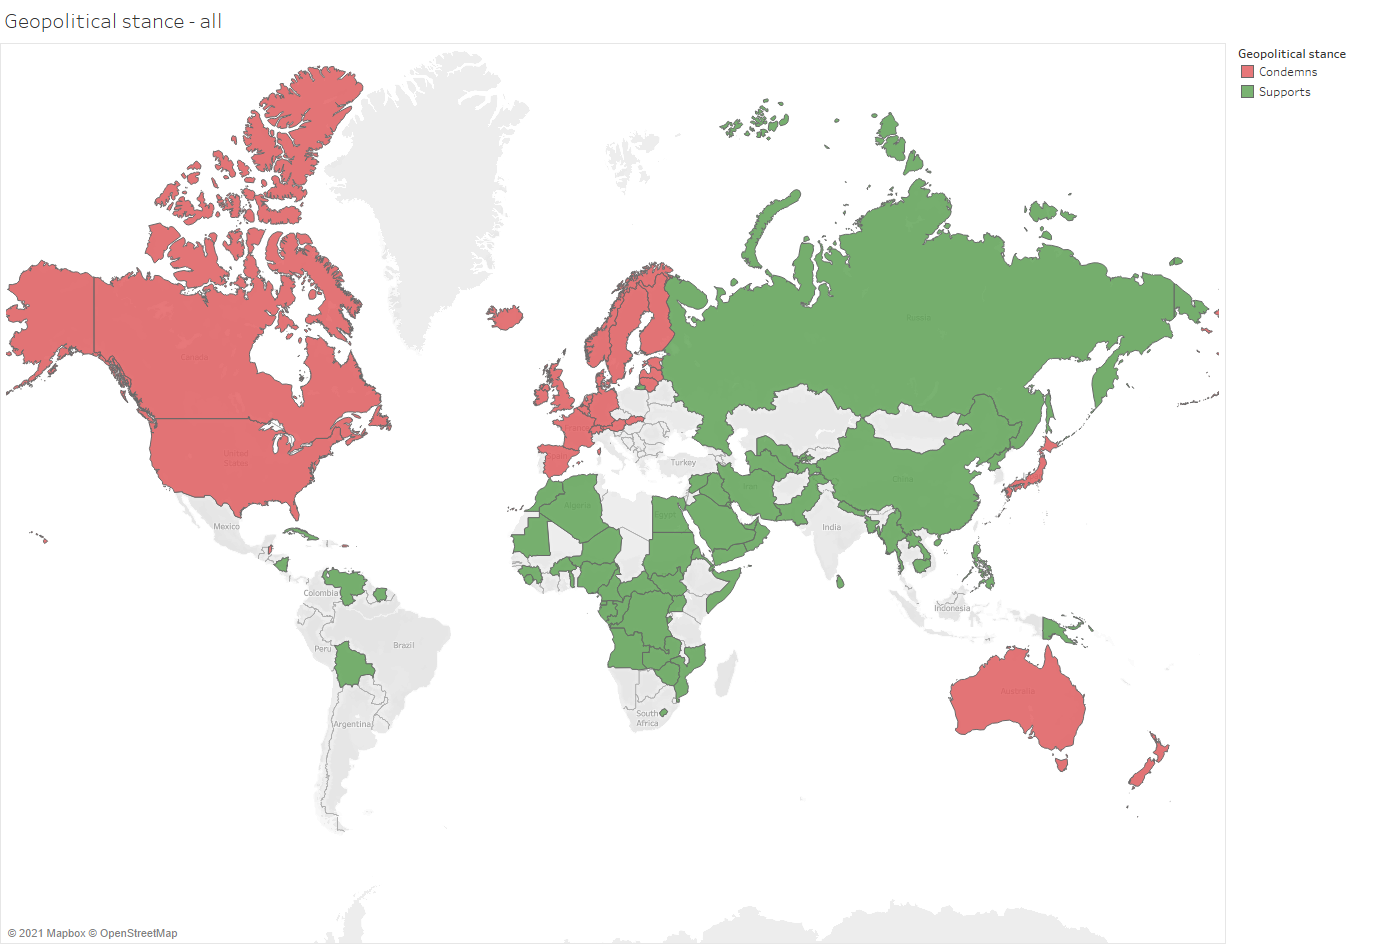 Geopolitical stance - all
Geopolitical stance
Condemns
Supports
Russia
Canada
France
United
States
Spain
Turkey
China
Iran
Algeria
Egypt
Mexico
India
Colombia
Indonesia
Peru
Brazil
Australia
South
Africa
Argentina
© 2021 Mapbox © OpenStreetMap